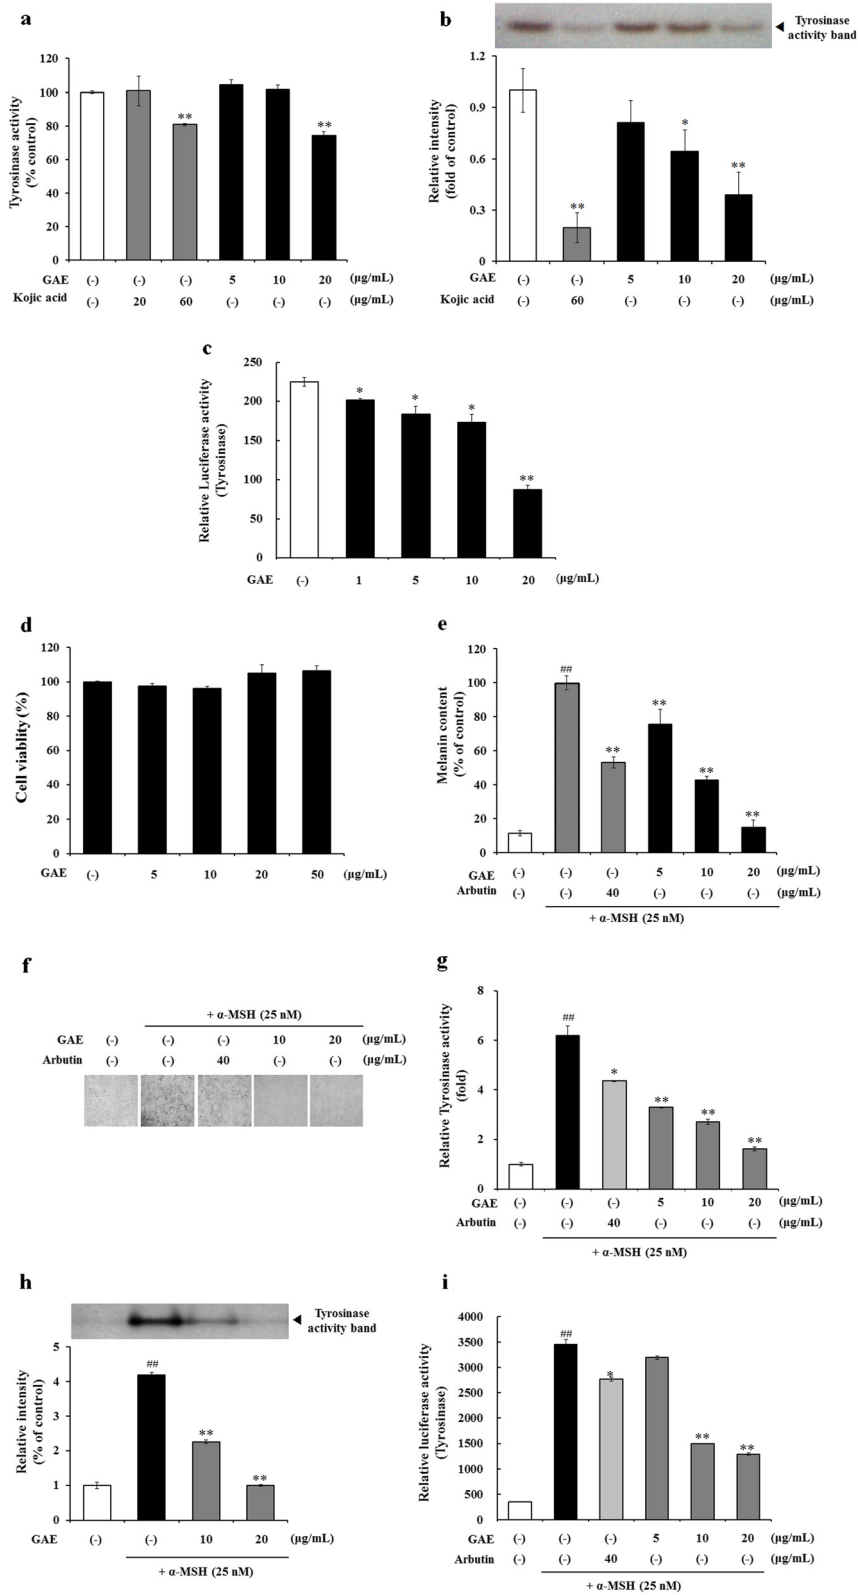 a
Tyrosinase activity
(% control)
120
100
80
60
40
20
0
**
**
GAE (-) (-) (-) 5 10 20 (μg/mL)
Kojic acid (-) 20 60 (-) (-) (-) (μg/mL)
b
Tyrosinase
activity band
Relative intensity
(fold of control)
1.2
0.9
0.6
0.3
0
**
*
**
GAE (-) (-) 5 10 20 (μg/mL)
Kojic acid (-) 60 (-) (-) (-) (μg/mL)
c
Relative Luciferase activity
(Tyrosinase)
250
200
150
100
50
0
*
*
*
**
GAE (-) 1 5 10 20 (μg/mL)
d
Cell viablity (%)
120
100
80
60
40
20
0
GAE (-) 5 10 20 50 (μg/mL)
e
Melanin content
(% of control)
120
100
80
60
40
20
0
##
**
**
**
**
GAE (-) (-) (-) 5 10 20 (μg/mL)
Arbutin (-) (-) 40 (-) (-) (-) (μg/mL)
+ α-MSH (25 nM)
f
+ α-MSH (25 nM)
GAE (-) (-) (-) 10 20 (μg/mL)
Arbutin (-) (-) 40 (-) (-) (μg/mL)
g
Relative Tyrosinase activity
(fold)
8
6
4
2
0
##
*
**
**
**
GAE (-) (-) (-) 5 10 20 (μg/mL)
Arbutin (-) (-) 40 (-) (-) (-) (μg/mL)
+ α-MSH (25 nM)
h
Tyrosinase
activity band
Relative intensity
(% of control)
5
4
3
2
1
0
##
**
**
GAE (-) (-) 10 20 (μg/mL)
+ α-MSH (25 nM)
i
Relative luciferase activity
(Tyrosinase)
4000
3500
3000
2500
2000
1500
1000
500
0
##
*
**
**
GAE (-) (-) (-) 5 10 20 (μg/mL)
Arbutin (-) (-) 40 (-) (-) (-) (μg/mL)
+ α-MSH (25 nM)